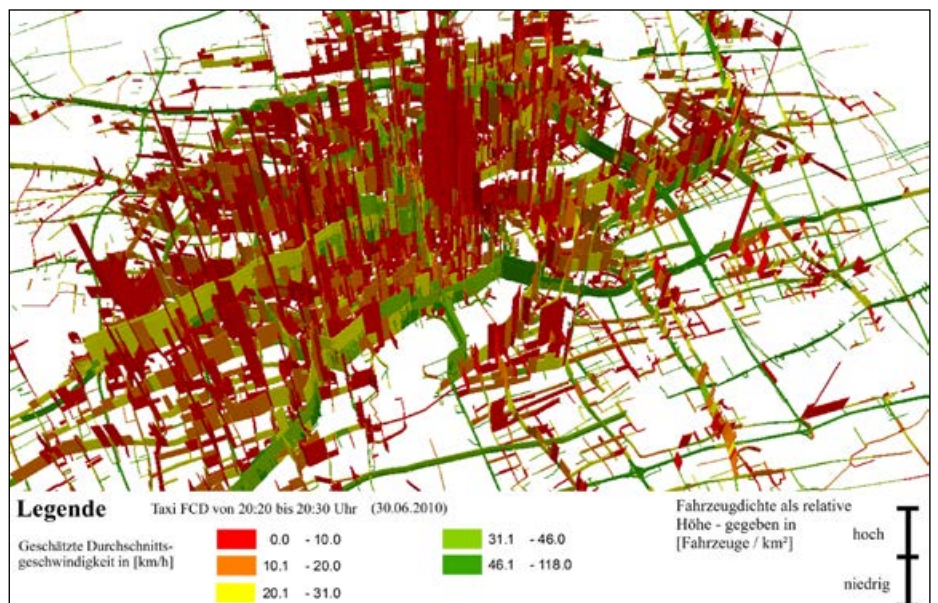 Legende
Taxi FCD von 20:20 bis 20:30 Uhr (30.06.2010)
Geschätzte Durchschnitts-
geschwindigkeit in [km/h]
0.0 - 10.0
10.1 - 20.0
20.1 - 31.0
31.1 - 46.0
46.1 - 118.0
Fahrzeugdichte als relative
Höhe - gegeben in
[Fahrzeuge / km²]
hoch
niedrig